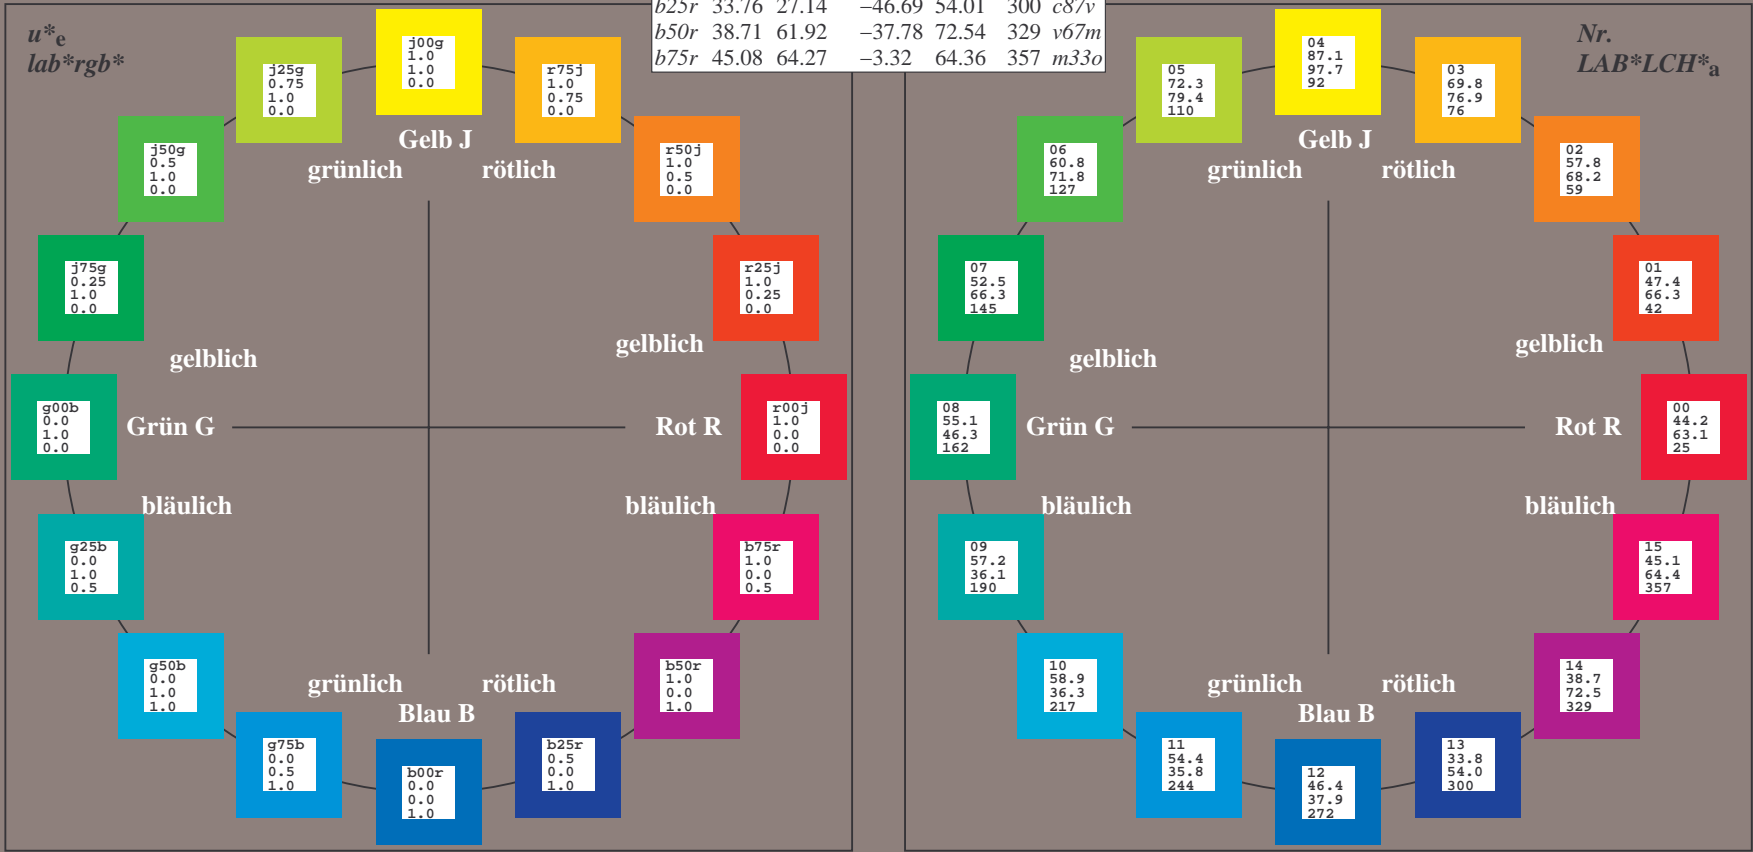 b25r 33.76 27.14 −46.69 54.01 300 c87v
b50r 38.71 61.92 −37.78 72.54 329 v67m
b75r 45.08 64.27 −3.32 64.36 357 m33o
u*e
lab*rgb*
j00g
1.0
1.0
0.0
j25g
0.75
1.0
0.0
r75j
1.0
0.75
0.0
j50g
0.5
1.0
0.0
r50j
1.0
0.5
0.0
Gelb J
grünlich rötlich
j75g
0.25
1.0
0.0
r25j
1.0
0.25
0.0
gelblich
gelblich
g00b
0.0
1.0
0.0
Grün G
Rot R
r00j
1.0
0.0
0.0
bläulich
bläulich
g25b
0.0
1.0
0.5
b75r
1.0
0.0
0.5
g50b
0.0
1.0
1.0
b50r
1.0
0.0
1.0
grünlich rötlich
Blau B
g75b
0.0
0.5
1.0
b00r
0.0
0.0
1.0
b25r
0.5
0.0
1.0
Nr.
LAB*LCH*a
04
87.1
97.7
92
05
72.3
79.4
110
03
69.8
76.9
76
06
60.8
71.8
127
02
57.8
68.2
59
Gelb J
grünlich rötlich
07
52.5
66.3
145
01
47.4
66.3
42
gelblich
gelblich
08
55.1
46.3
162
Grün G
Rot R
00
44.2
63.1
25
bläulich
bläulich
09
57.2
36.1
190
15
45.1
64.4
357
10
58.9
36.3
217
14
38.7
72.5
329
grünlich rötlich
Blau B
11
54.4
35.8
244
12
46.4
37.9
272
13
33.8
54.0
300